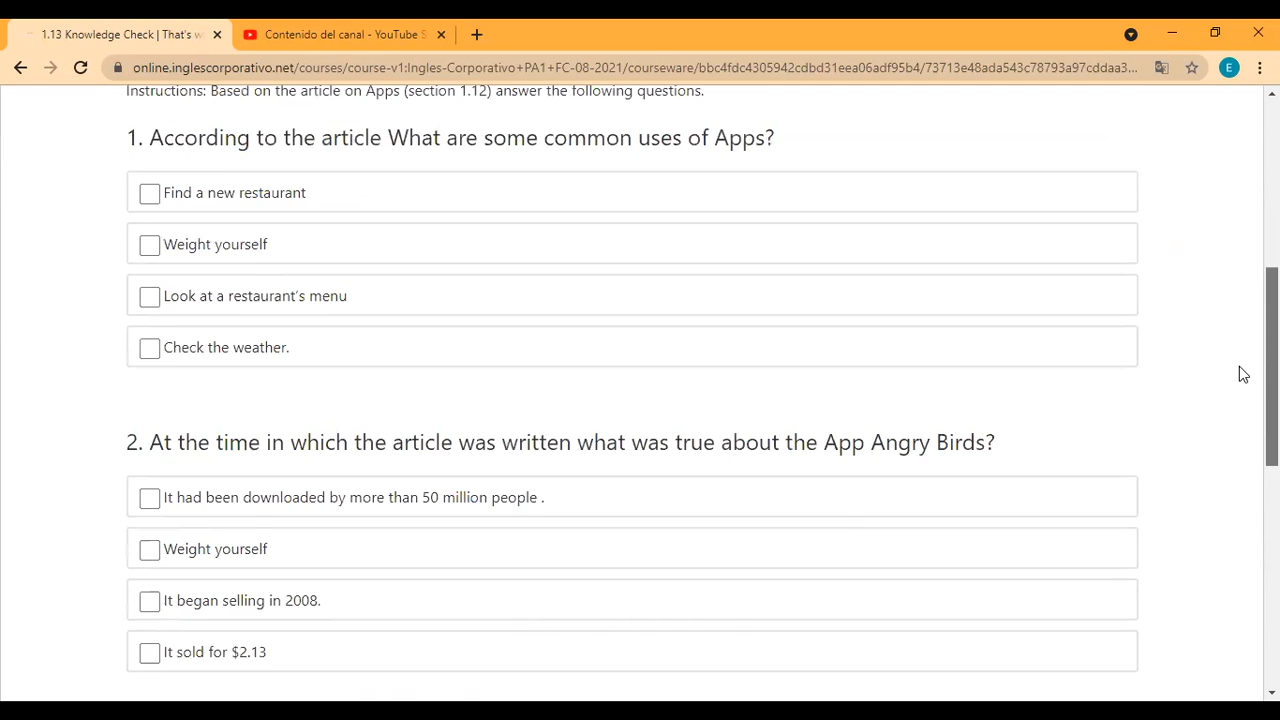 1.13 Knowledge Check | That's w
Contenido del canal - YouTube S
online.inglescorporativo.net/courses/course-v1:Ingles-Corporativo+PA1+FC-08-2021/courseware/bbc4fdc4305942cdbd31eea06adf95b4/73713e48ada543c78793a97cddaa3...
E
Instructions: Based on the article on Apps (section 1.12) answer the following questions.
1. According to the article What are some common uses of Apps?
Find a new restaurant
Weight yourself
Look at a restaurant's menu
Check the weather.
2. At the time in which the article was written what was true about the App Angry Birds?
It had been downloaded by more than 50 million people .
Weight yourself
It began selling in 2008.
It sold for $2.13